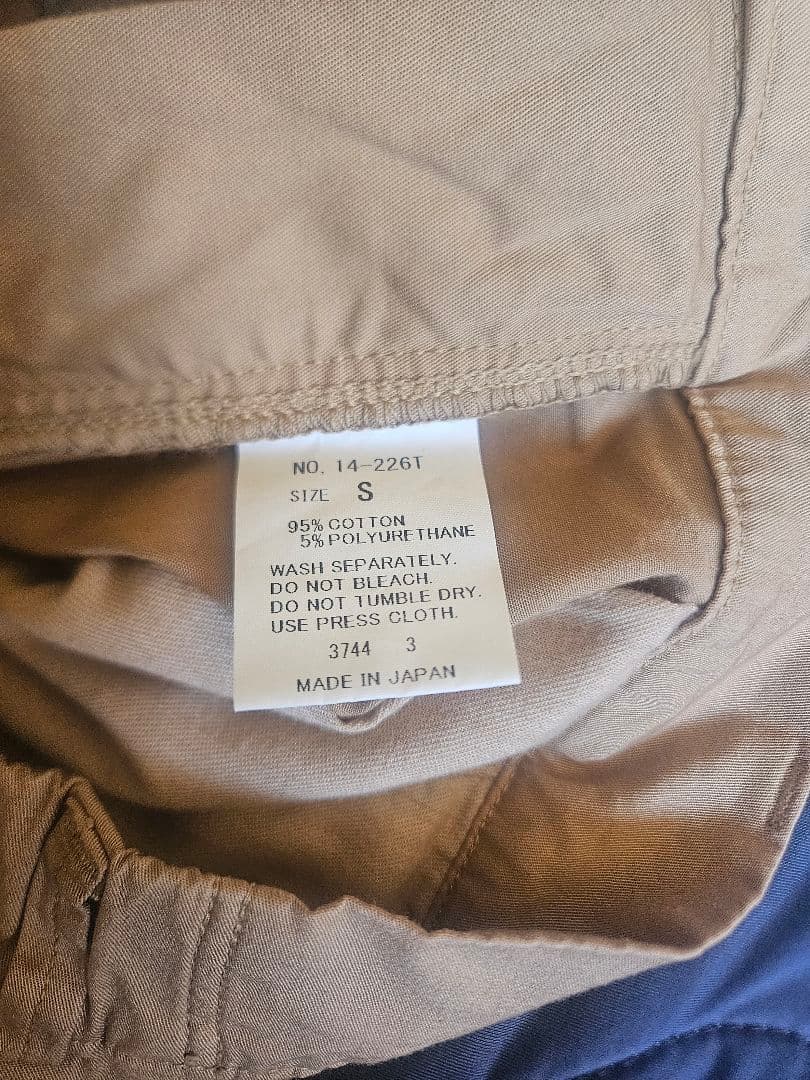 NO. 14-226T
SIZE S
95% COTTON
5% POLYURETHANE
WASH SEPARATELY.
DO NOT BLEACH.
DO NOT TUMBLE DRY.
USE PRESS CLOTH.
3744 3
MADE IN JAPAN